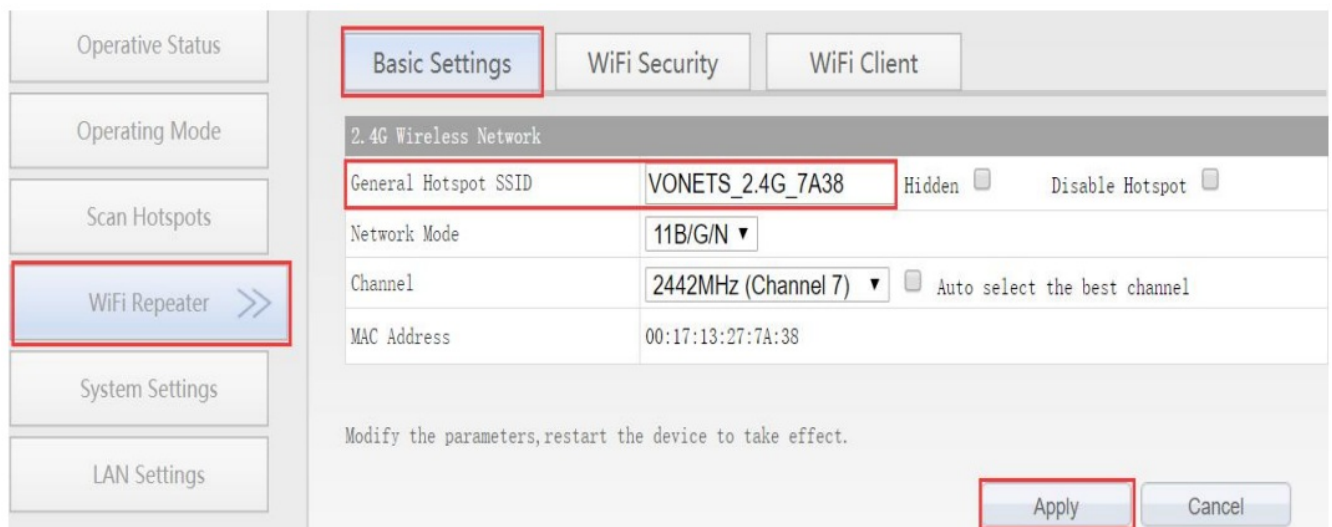 Operative Status
Operating Mode
Scan Hotspots
WiFi Repeater
System Settings
LAN Settings
Basic Settings WiFi Security WiFi Client
2.4G Wireless Network
General Hotspot SSID VONETS_2.4G_7A38 Hidden Disable Hotspot
Network Mode 11B/G/N
Channel 2442MHz (Channel 7) Auto select the best channel
MAC Address 00:17:13:27:7A:38
Modify the parameters,restart the device to take effect.
Apply Cancel